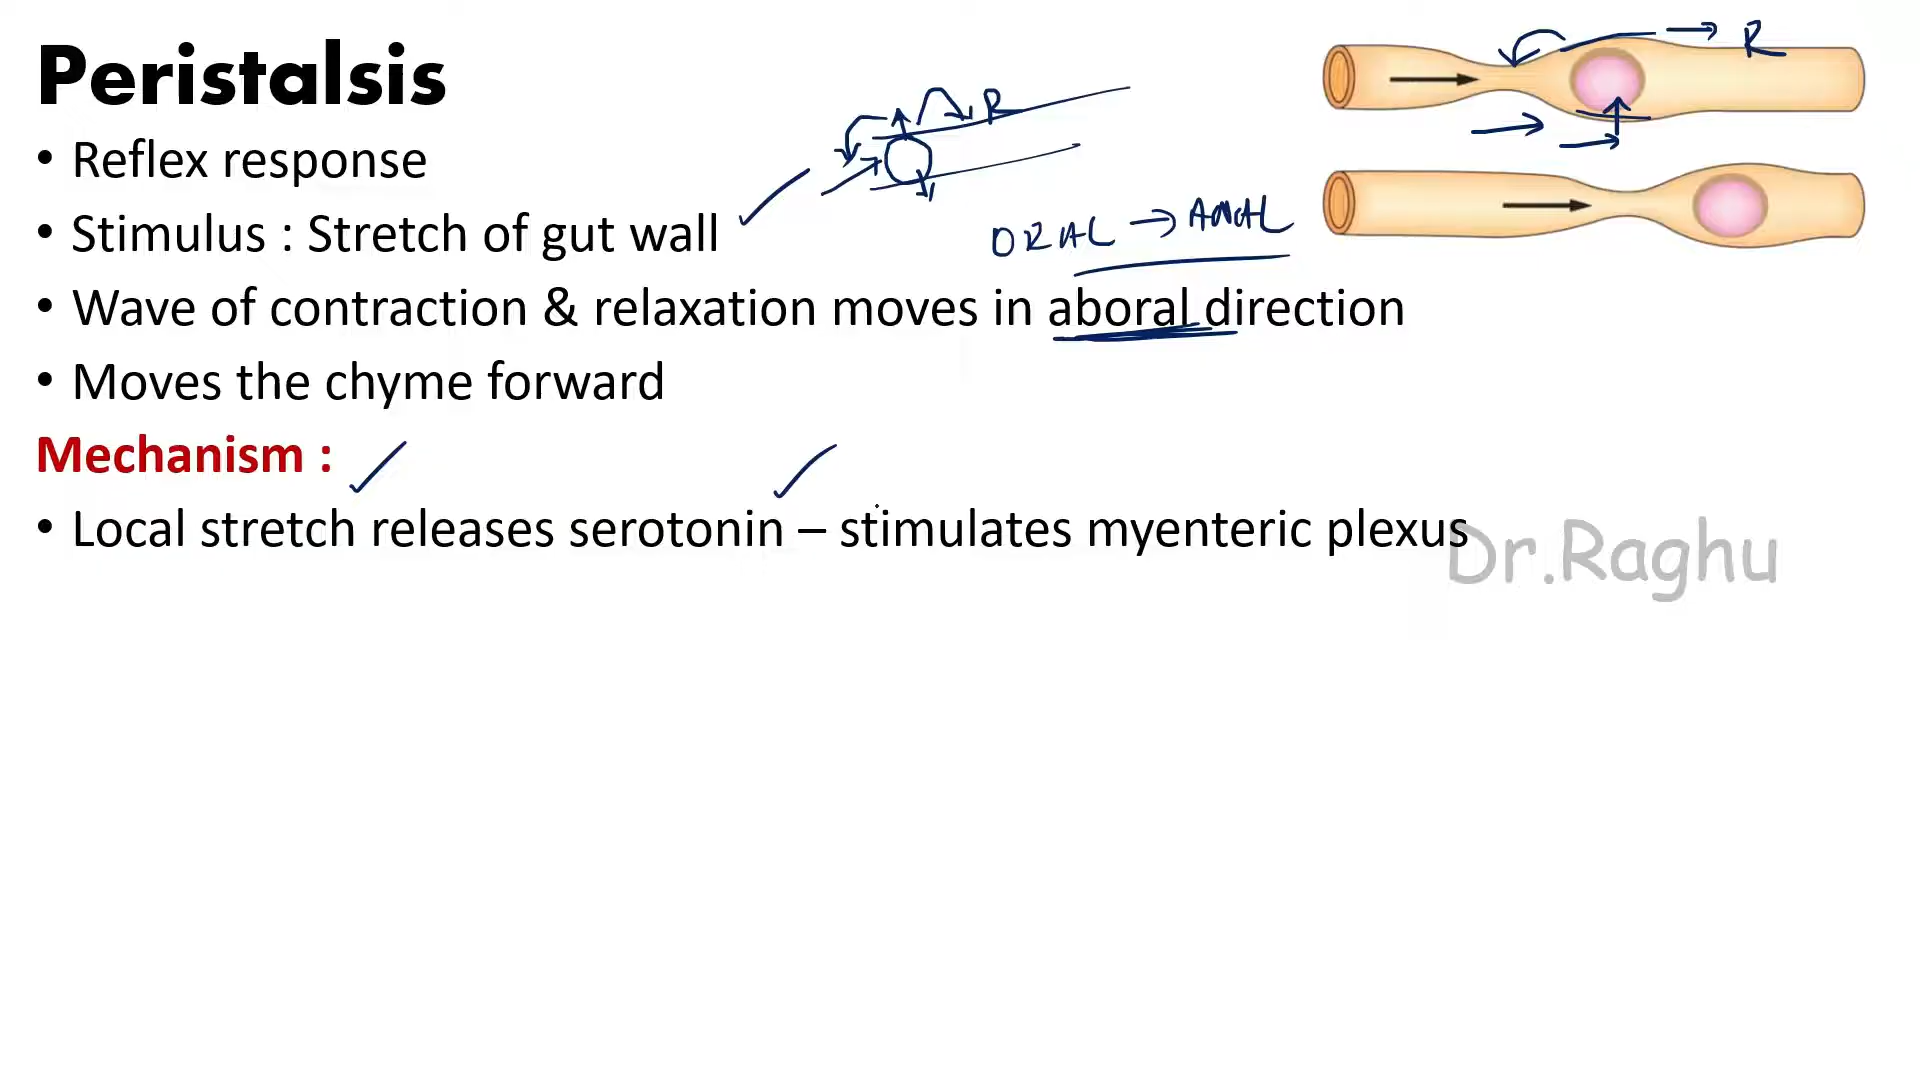 Peristalsis
R
R
• Reflex response
• Stimulus : Stretch of gut wall
ORAL → ANAL
• Wave of contraction & relaxation moves in aboral direction
• Moves the chyme forward
Mechanism :
• Local stretch releases serotonin – stimulates myenteric plexus
Dr.Raghu